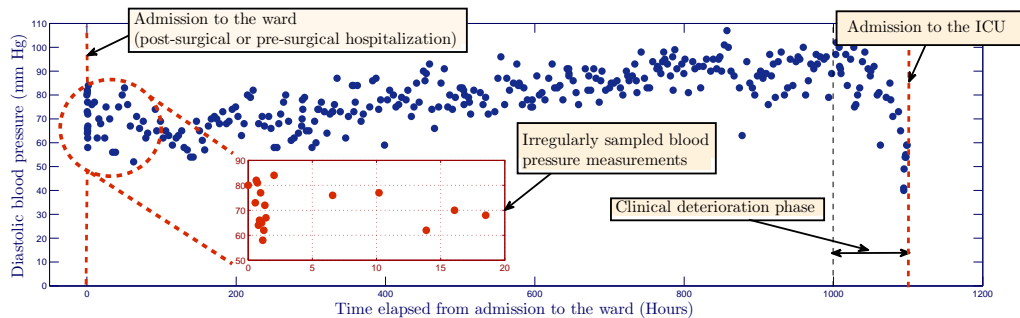 Admission to the ward
(post-surgical or pre-surgical hospitalization)
Admission to the ICU
Diastolic blood pressure (mm Hg)
110
100
90
80
70
60
50
40
30
20
10
0
Irregularly sampled blood
pressure measurements
90
80
70
60
50
0 5 10 15 20
Clinical deterioration phase
0 200 400 600 800 1000 1200
Time elapsed from admission to the ward (Hours)